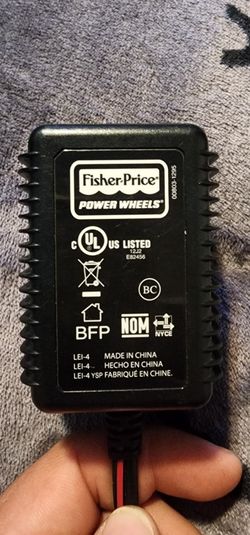 Fisher-Price®
POWER WHEELS®
00803-1295
C UL US LISTED
12J2
E82456
BC
BFP
NOM
NYCE
LEI-4 MADE IN CHINA
LEI-4 HECHO EN CHINA
LEI-4 YSP FABRIQUÉ EN CHINE.